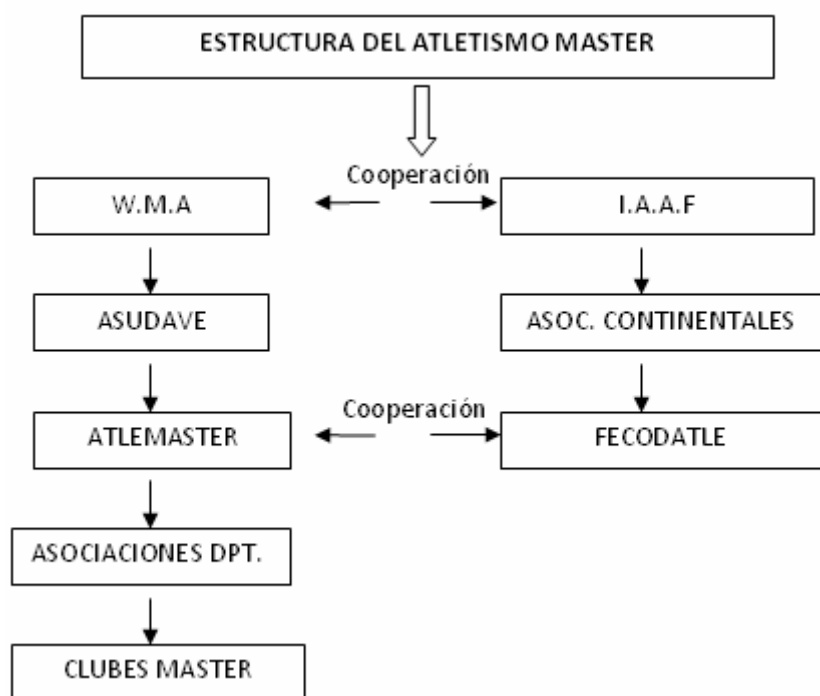 ESTRUCTURA DEL ATLETISMO MASTER
Cooperación
W.M.A
I.A.A.F
ASUDAVE
ASOC. CONTINENTALES
Cooperación
ATLEMASTER
FECODATLE
ASOCIACIONES DPT.
CLUBES MASTER